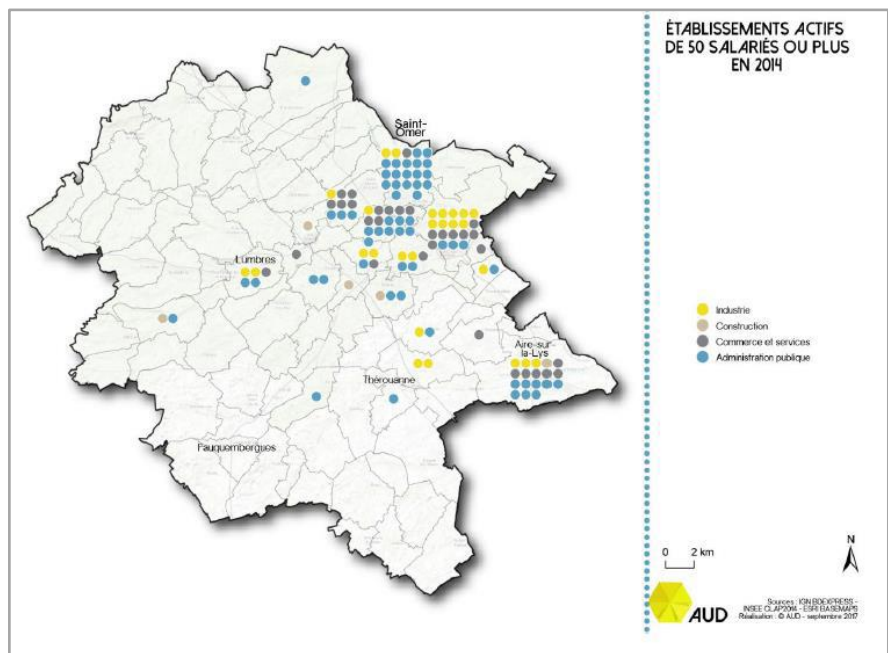 ÉTABLISSEMENTS ACTIFS
DE 50 SALARIÉS OU PLUS
EN 2014
Saint-
Omer
Lumbres
Aire-sur-
la-Lys
Thérouanne
Fauquembergues
Industrie
Construction
Commerce et services
Administration publique
0 2 km
N
AUD
Sources : IGN BDEXPRESS -
INSEE CLAP2014 - ESRI BASEMAPS
Réalisation : © AUD - septembre 2017